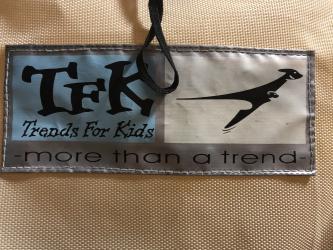 TFK
Trends For Kids
-more than a trend-